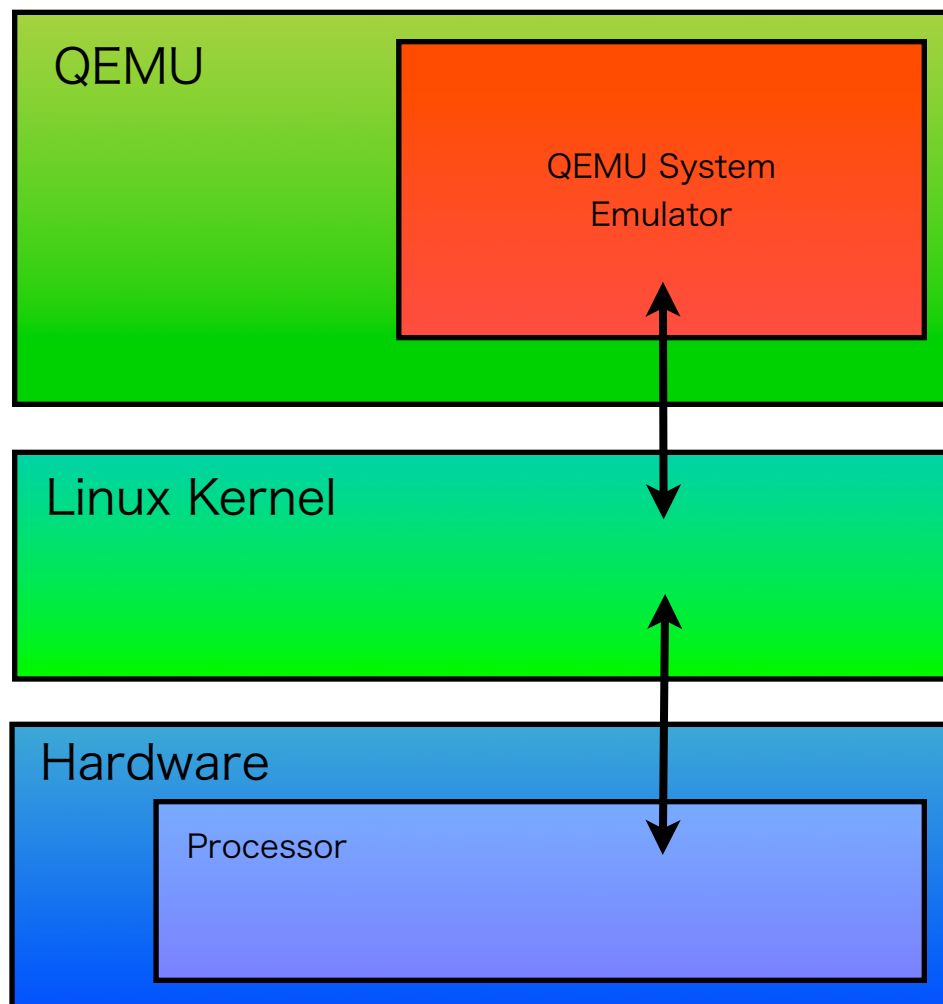 QEMU
QEMU System
Emulator
Linux Kernel
Hardware
Processor